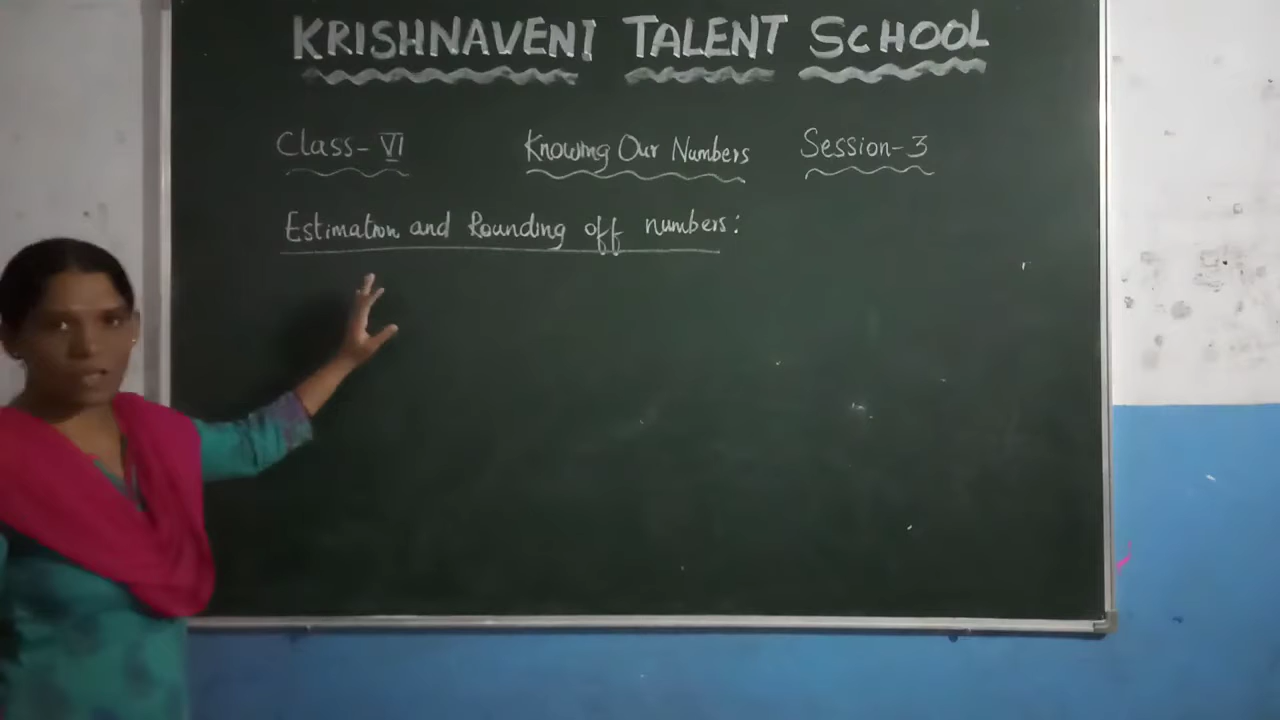 KRISHNAVENI TALENT SCHOOL
Class-VI Knowing Our Numbers Session-3
Estimation and Rounding off numbers: